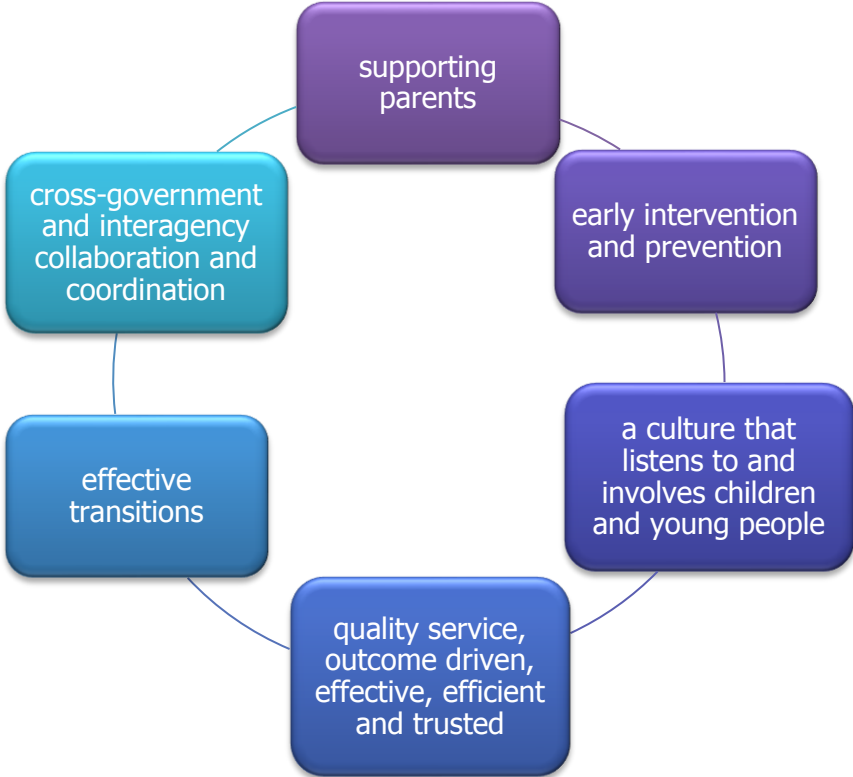 supporting
parents
early intervention
and prevention
a culture that
listens to and
involves children
and young people
quality service,
outcome driven,
effective, efficient
and trusted
effective
transitions
cross-government
and interagency
collaboration and
coordination